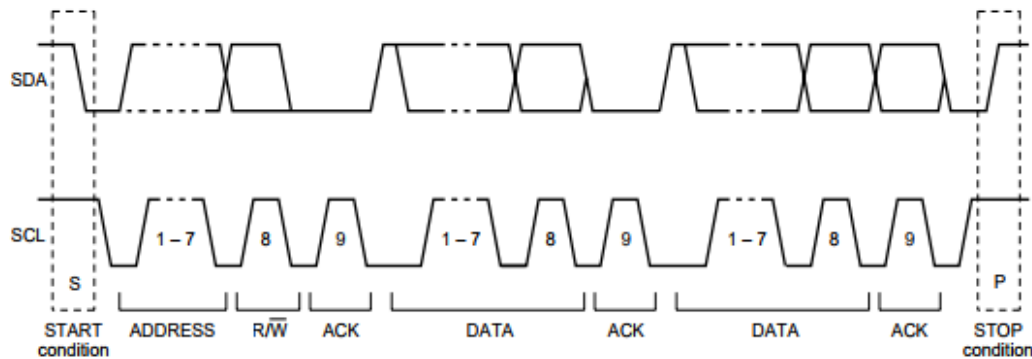 SDA
SCL
1 – 7 8 9 1 – 7 8 9 1 – 7 8 9
S P
START condition ADDRESS R/W̅ ACK DATA ACK DATA ACK STOP condition